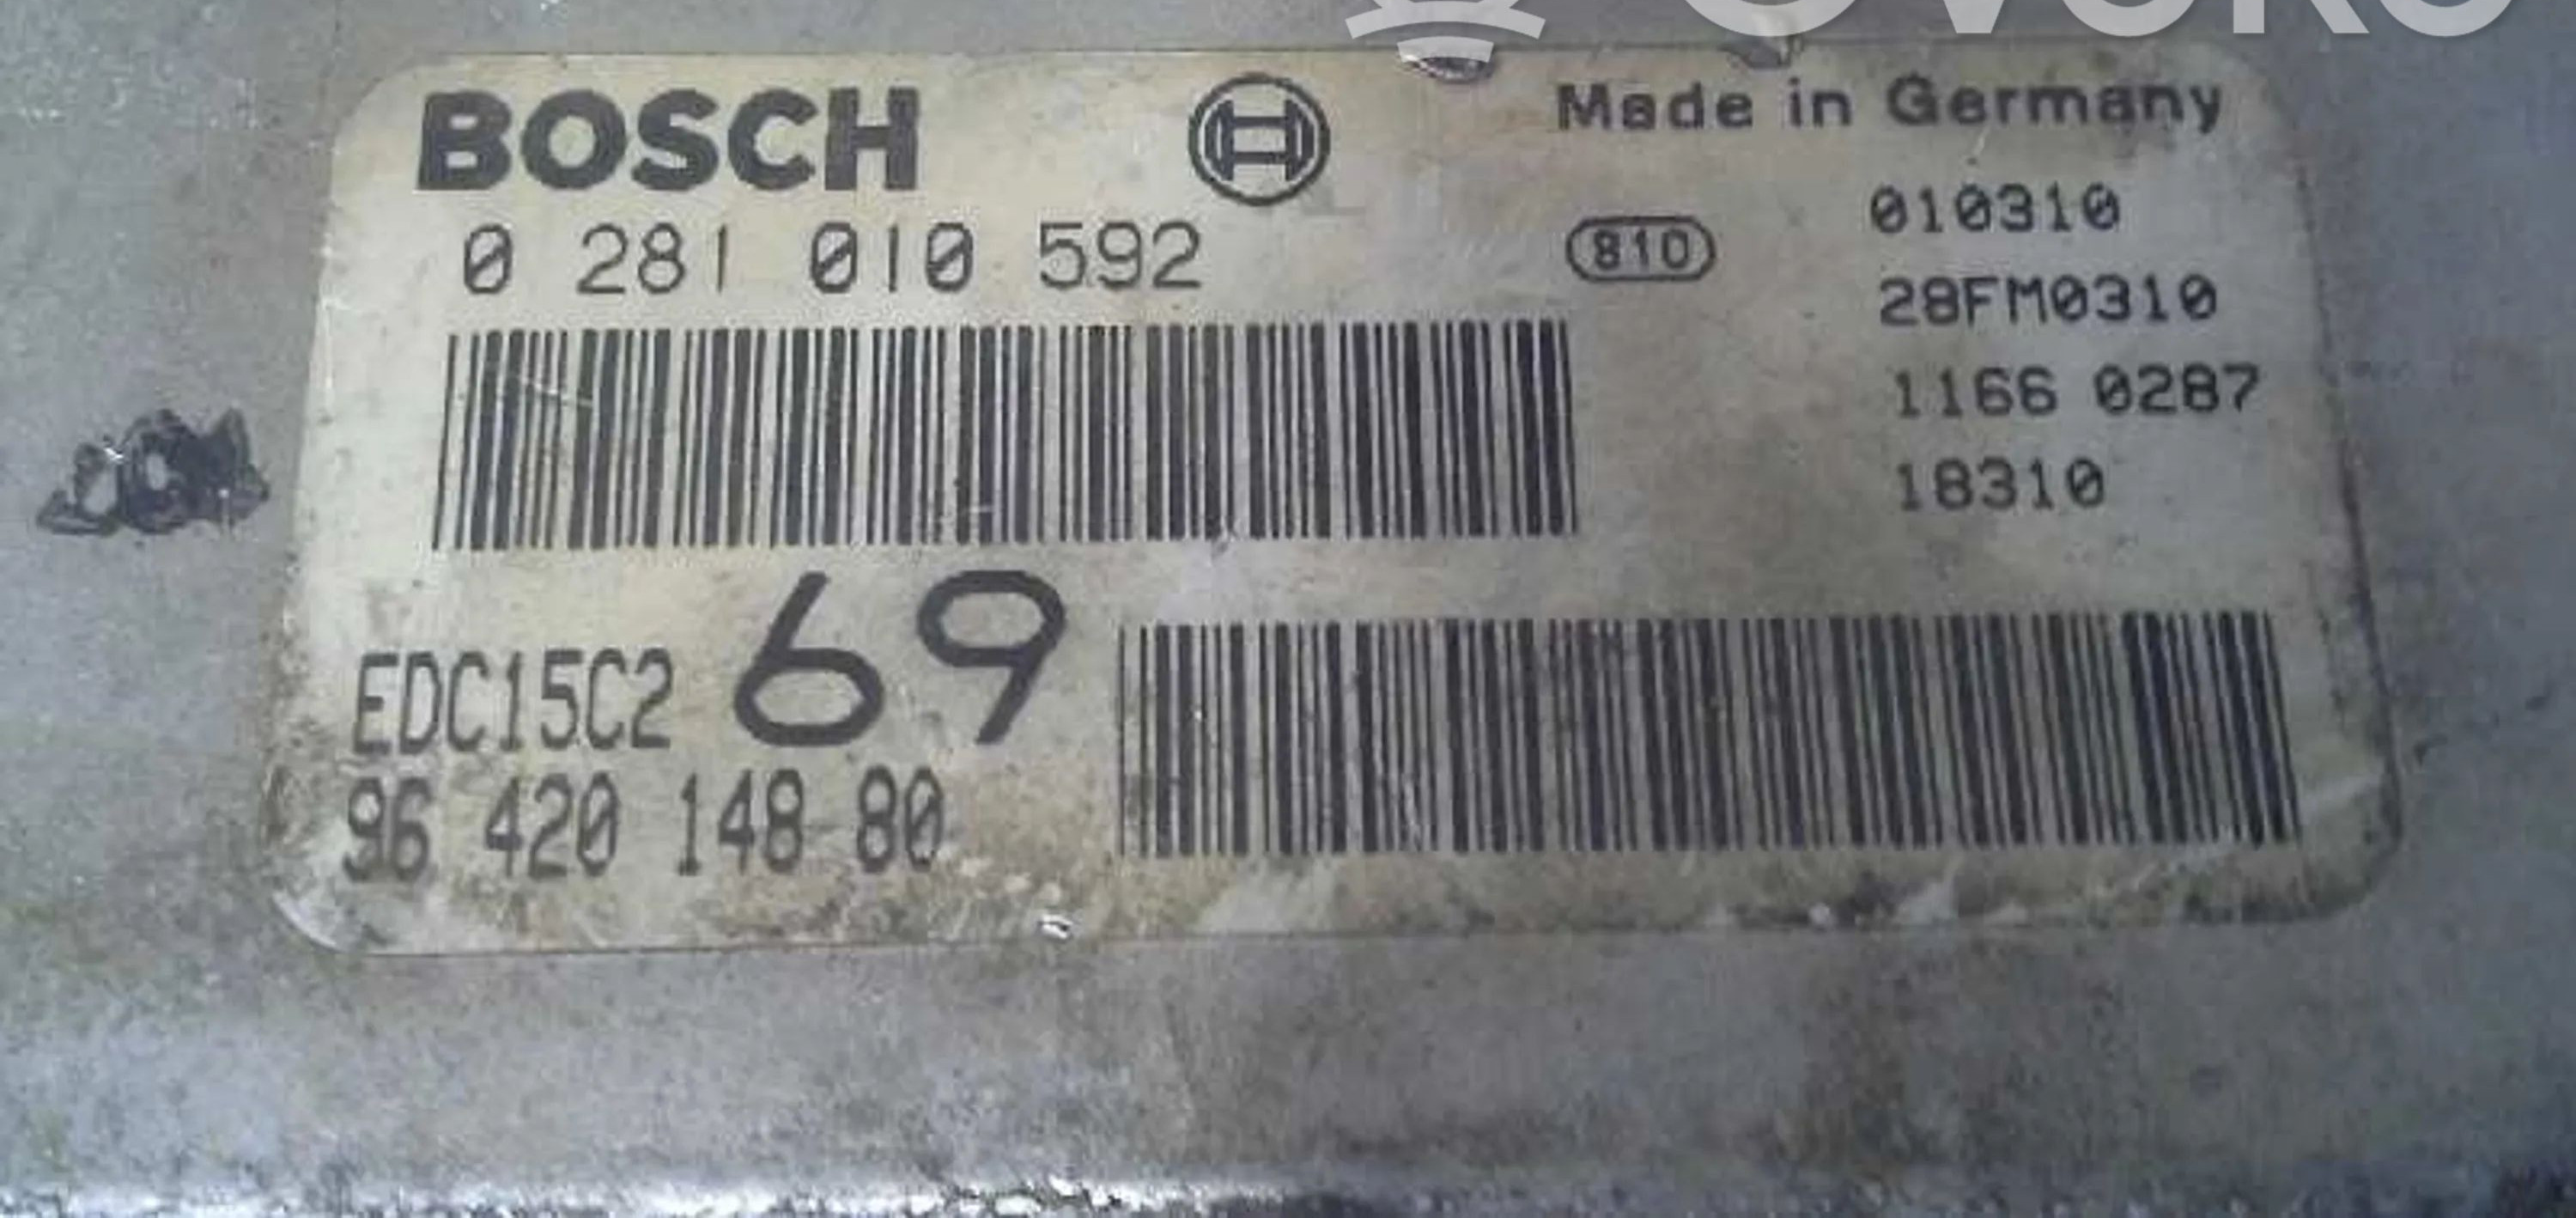 BOSCH
Made in Germany
0 281 010 592
810
010310
28FM0310
1166 0287
18310
EDC15C2 69
96 420 148 80